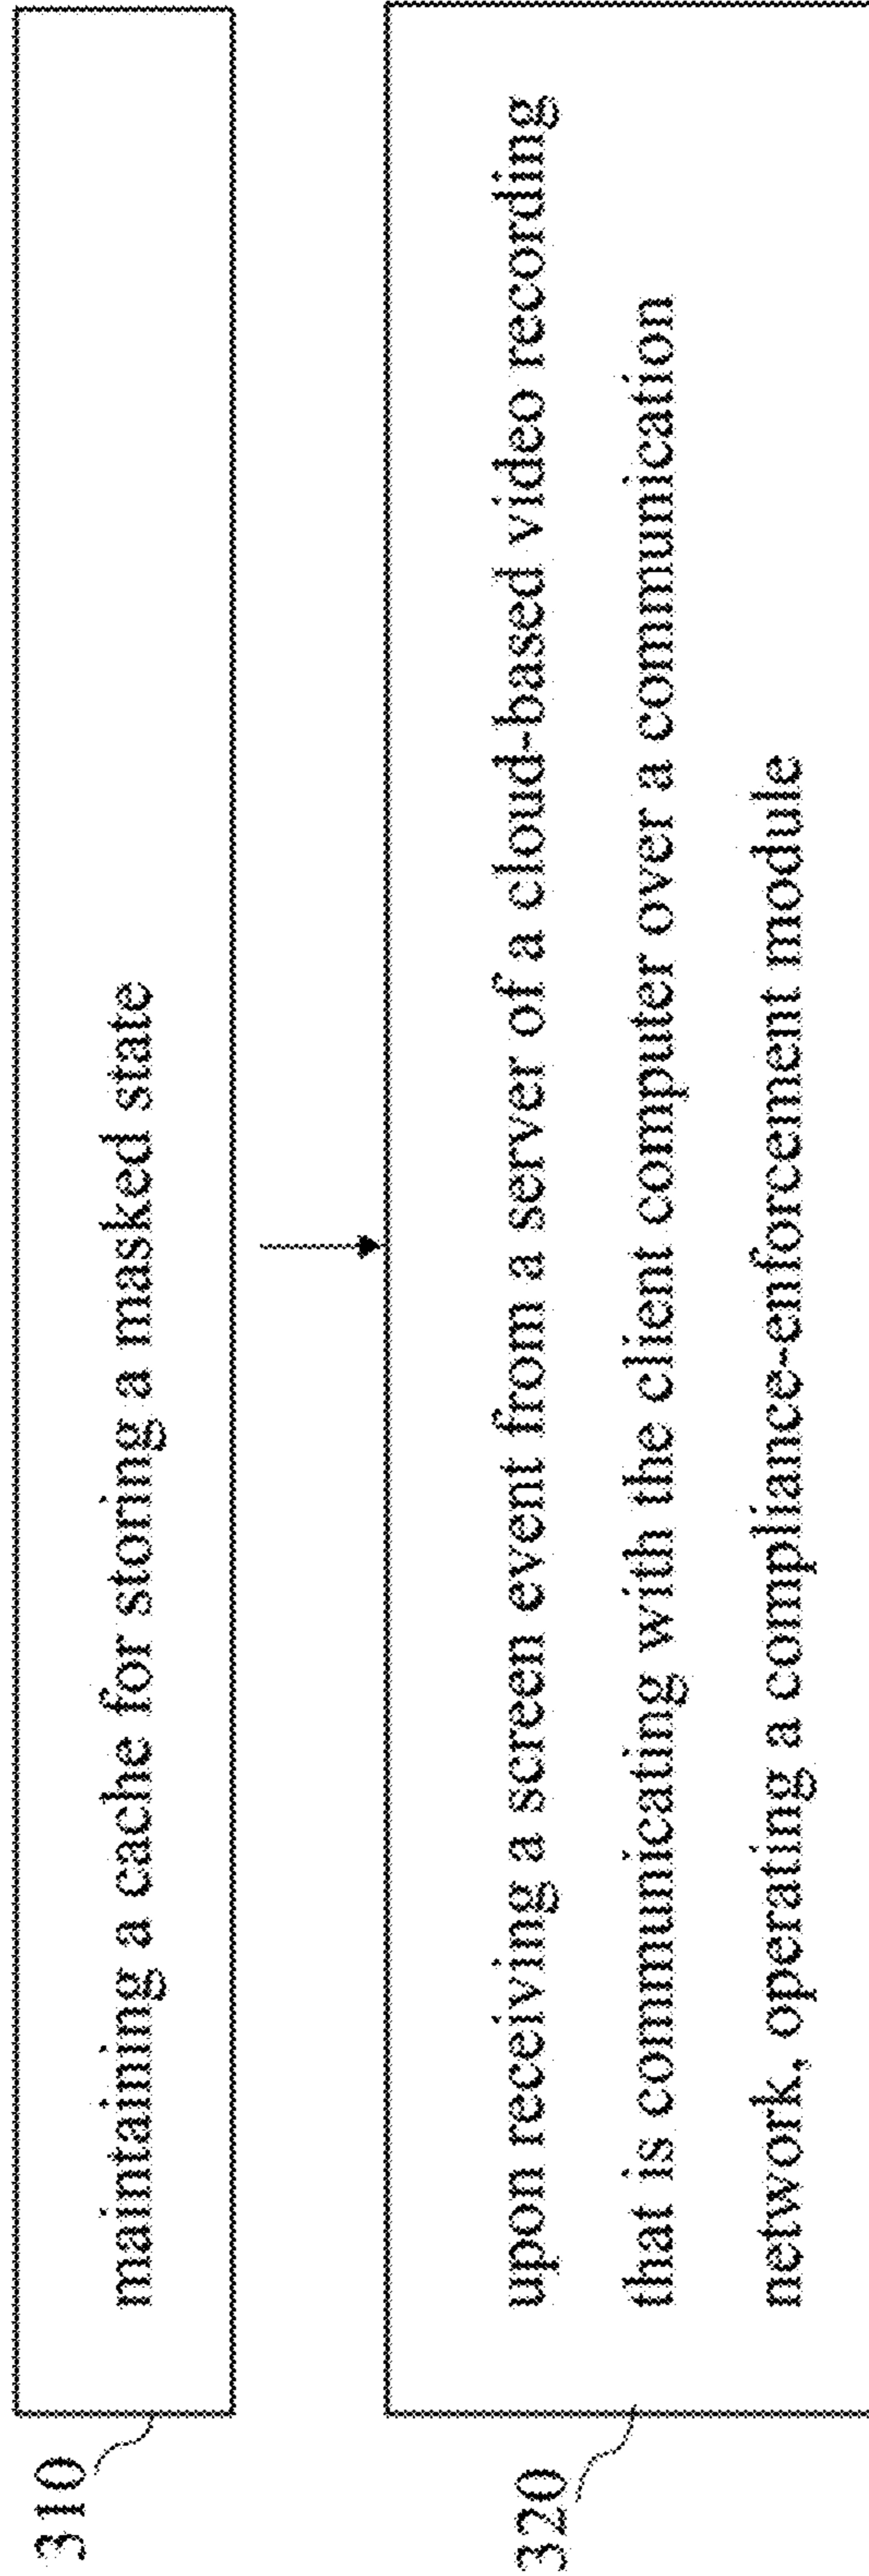 310
maintaining a cache for storing a masked state
320
upon receiving a screen event from a server of a cloud-based video recording
that is communicating with the client computer over a communication
network, operating a compliance-enforcement module